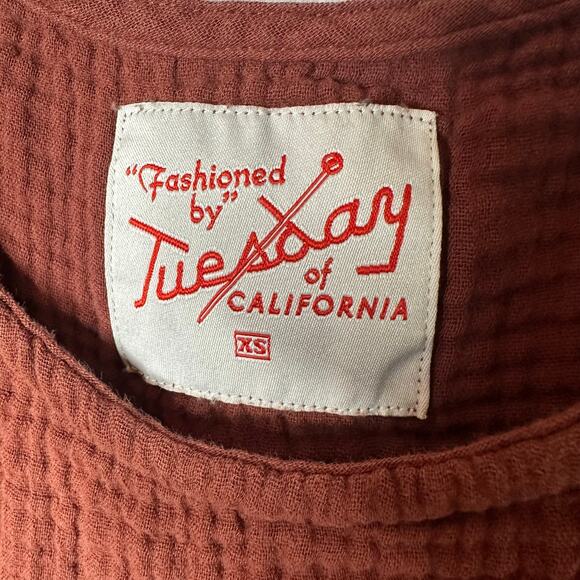 "Fashioned
by"
Tuesday
of
CALIFORNIA
XS